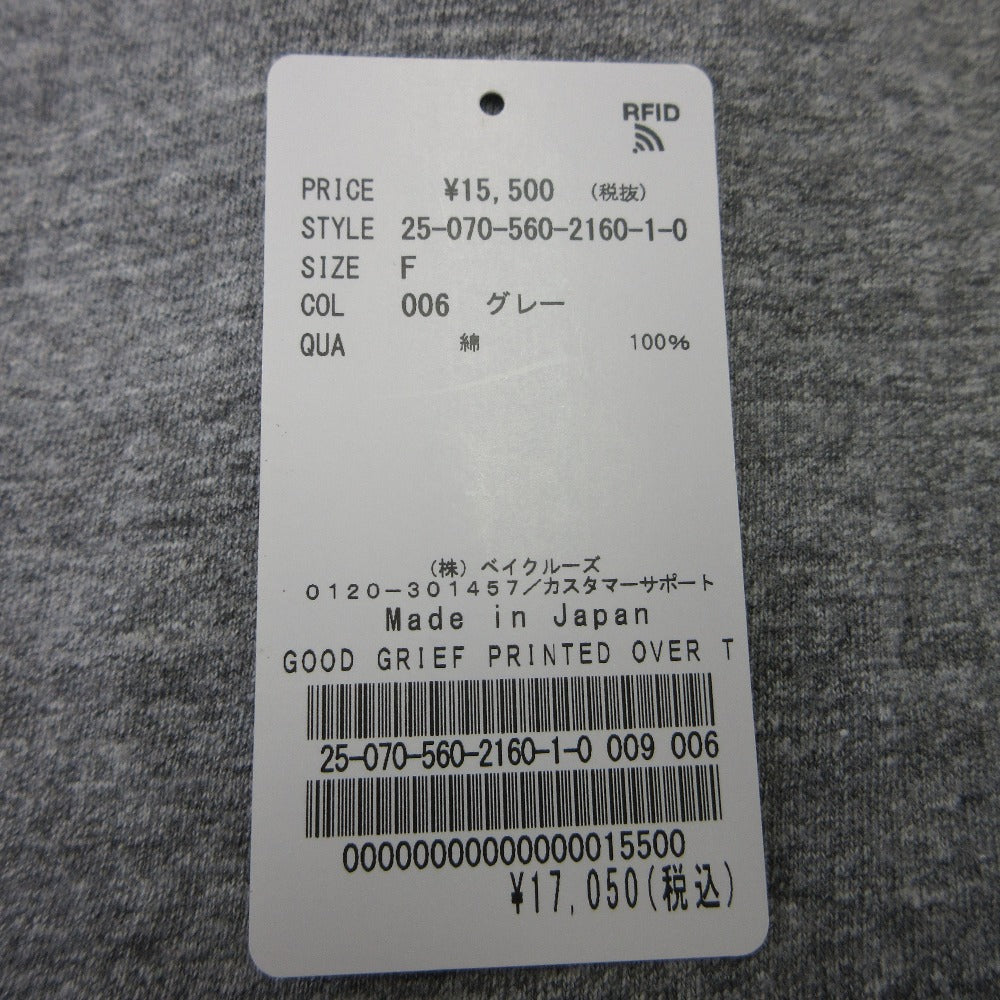 RFID
PRICE ¥15,500 (税抜)
STYLE 25-070-560-2160-1-0
SIZE F
COL 006 グレー
QUA 綿 100%
(株)ベイクルーズ
0120-301457/カスタマーサポート
Made in Japan
GOOD GRIEF PRINTED OVER T
25-070-560-2160-1-0 009 006
00000000000000015500
¥17,050(税込)